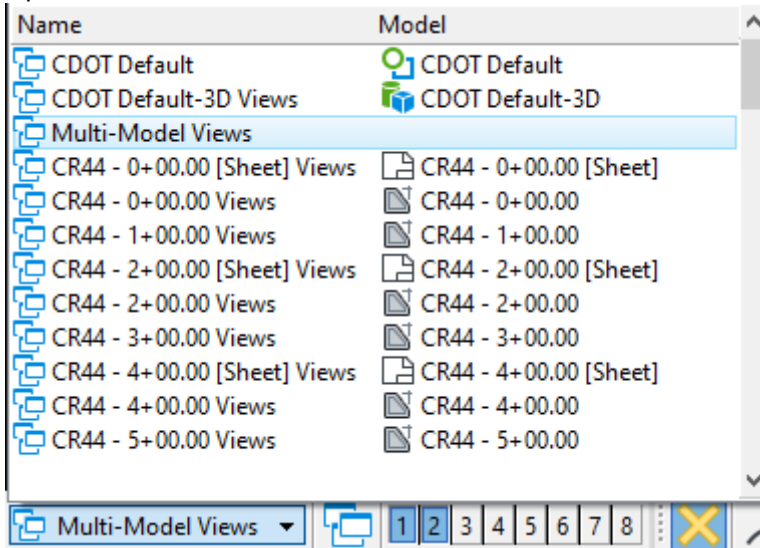 Name Model
CDOT Default CDOT Default
CDOT Default-3D Views CDOT Default-3D
Multi-Model Views
CR44 - 0+00.00 [Sheet] Views CR44 - 0+00.00 [Sheet]
CR44 - 0+00.00 Views CR44 - 0+00.00
CR44 - 1+00.00 Views CR44 - 1+00.00
CR44 - 2+00.00 [Sheet] Views CR44 - 2+00.00 [Sheet]
CR44 - 2+00.00 Views CR44 - 2+00.00
CR44 - 3+00.00 Views CR44 - 3+00.00
CR44 - 4+00.00 [Sheet] Views CR44 - 4+00.00 [Sheet]
CR44 - 4+00.00 Views CR44 - 4+00.00
CR44 - 5+00.00 Views CR44 - 5+00.00
Multi-Model Views 1 2 3 4 5 6 7 8